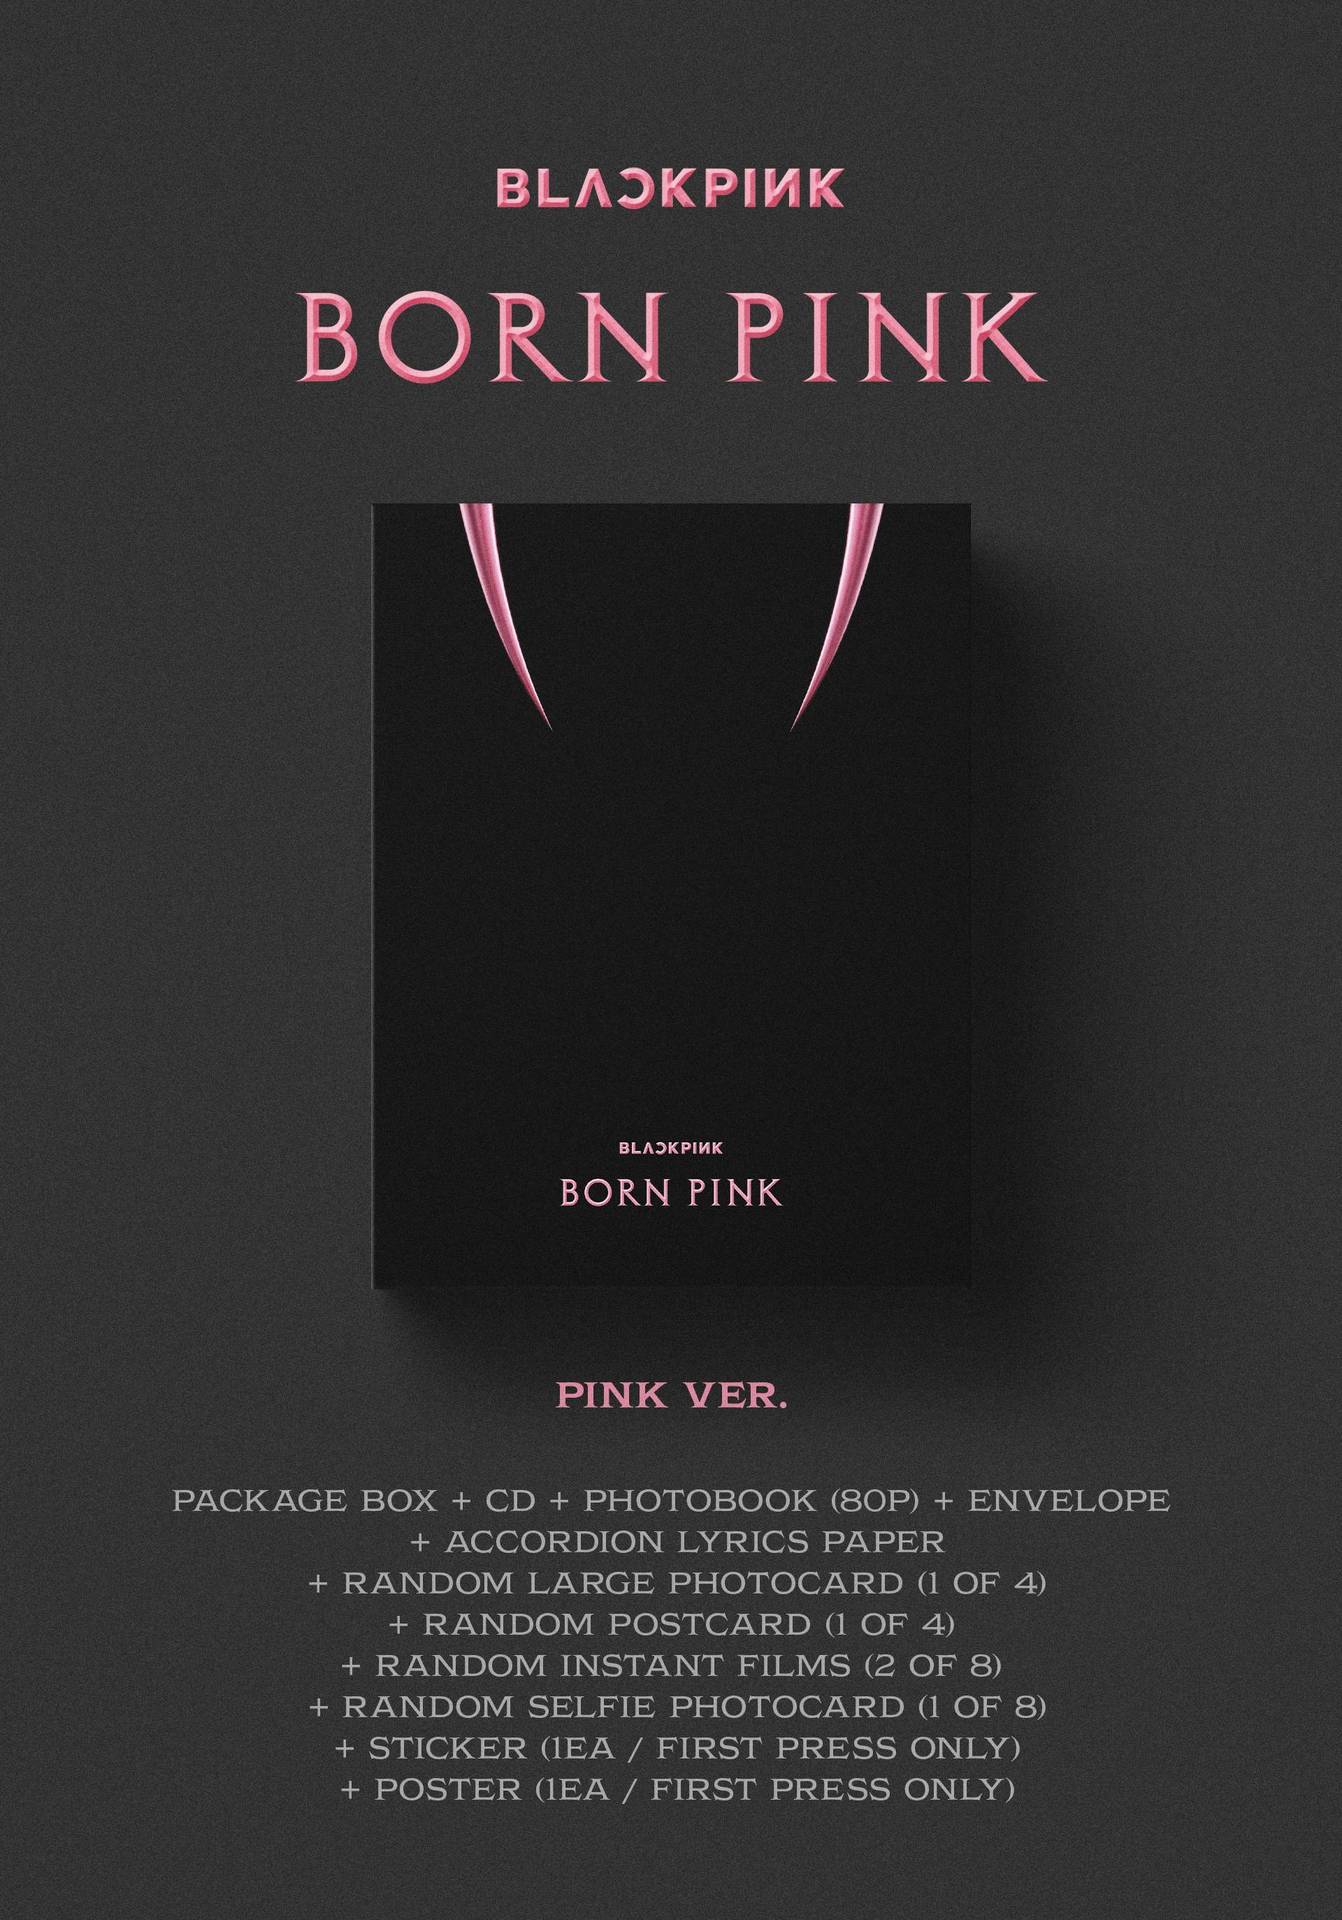 BLACKPINK
BORN PINK
BLACKPINK
BORN PINK
PINK VER.
PACKAGE BOX + CD + PHOTOBOOK (80P) + ENVELOPE
+ ACCORDION LYRICS PAPER
+ RANDOM LARGE PHOTOCARD (1 OF 4)
+ RANDOM POSTCARD (1 OF 4)
+ RANDOM INSTANT FILMS (2 OF 8)
+ RANDOM SELFIE PHOTOCARD (1 OF 8)
+ STICKER (1EA / FIRST PRESS ONLY)
+ POSTER (1EA / FIRST PRESS ONLY)